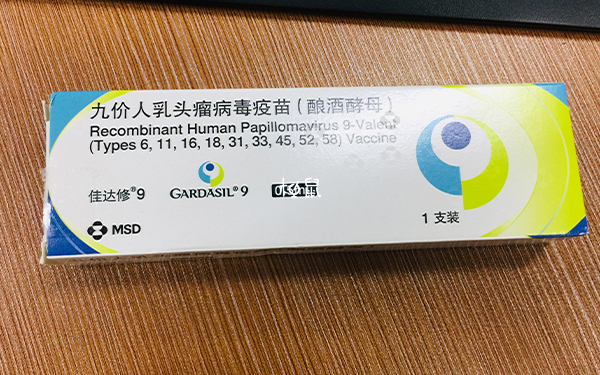 九价人乳头瘤病毒疫苗（酿酒酵母）
Recombinant Human Papillomavirus 9-Valent
(Types 6, 11, 16, 18, 31, 33, 45, 52, 58) Vaccine
佳达修®9
GARDASIL®9
MSD
1 支装